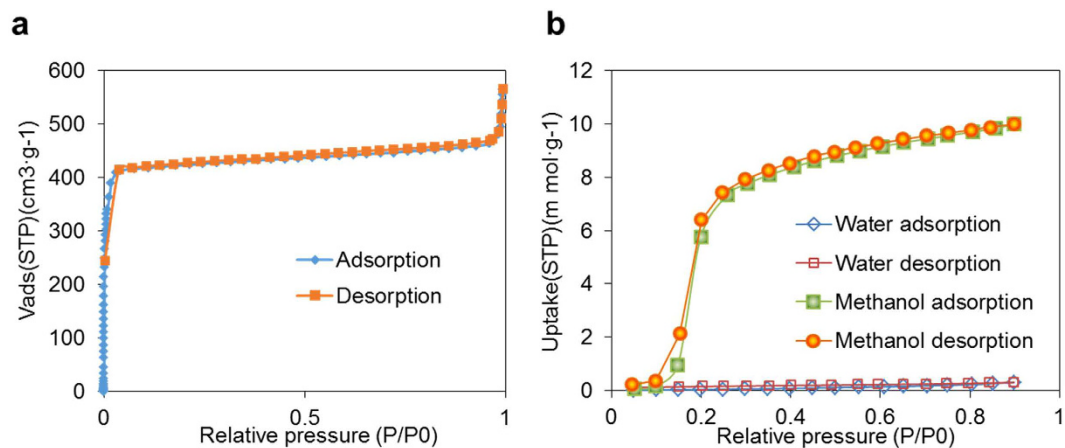 a
Vads(STP)(cm3·g-1)
600
500
400
300
200
100
0
Adsorption
Desorption
0
0.5
1
Relative pressure (P/P0)
b
Uptake(STP)(m mol·g-1)
12
10
8
6
4
2
0
Water adsorption
Water desorption
Methanol adsorption
Methanol desorption
0
0.2
0.4
0.6
0.8
1
Relative pressure (P/P0)